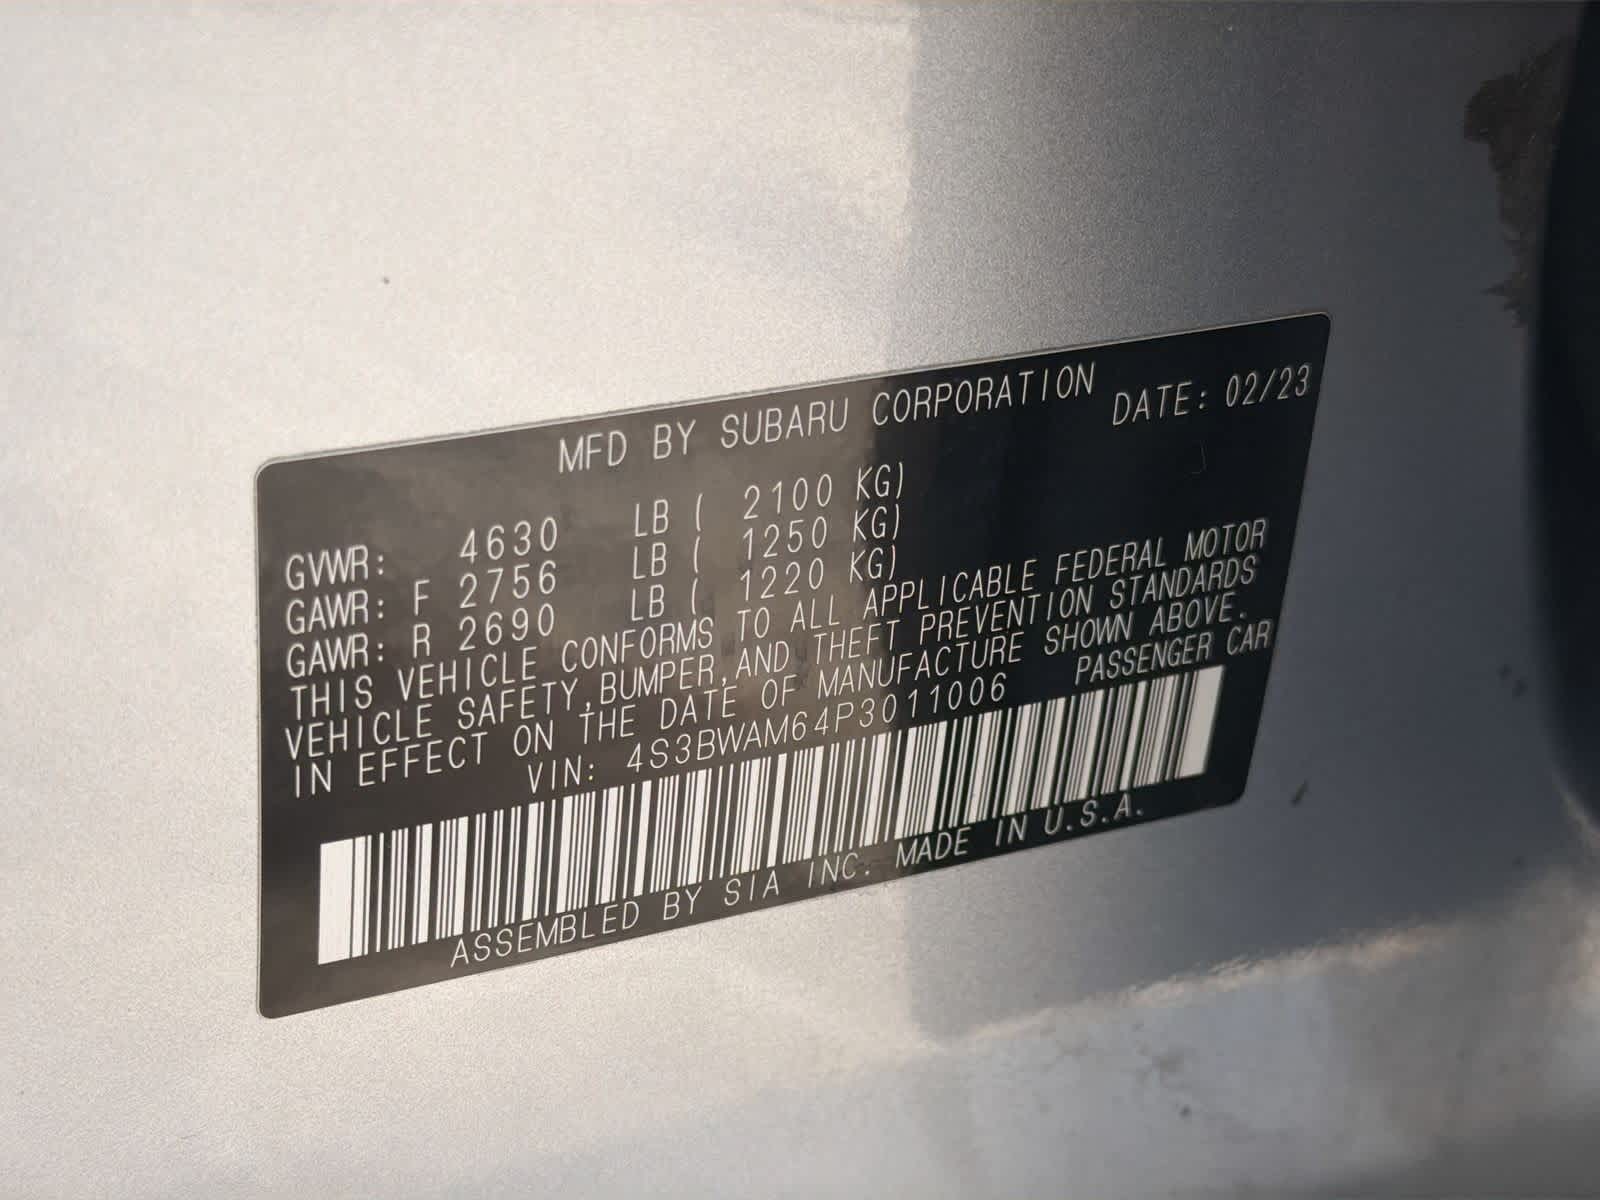 MFD BY SUBARU CORPORATION DATE: 02/23
GVWR: 4630 LB ( 2100 KG)
GAWR: F 2756 LB ( 1250 KG)
GAWR: R 2690 LB ( 1220 KG)
THIS VEHICLE CONFORMS TO ALL APPLICABLE FEDERAL MOTOR
VEHICLE SAFETY,BUMPER,AND THEFT PREVENTION STANDARDS
IN EFFECT ON THE DATE OF MANUFACTURE SHOWN ABOVE.
VIN: 4S3BWAM64P3011006 PASSENGER CAR
ASSEMBLED BY SIA INC. MADE IN U.S.A.